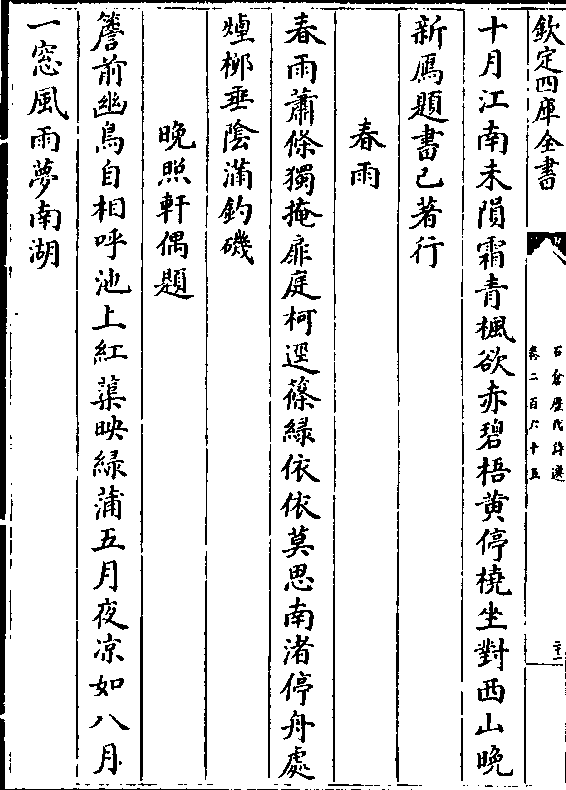 欽定四庫全書
石倉歷代詩選
卷二百六十五
十月江南未隕霜青楓欲赤碧梧黄停橈坐對西山晚
新鴈題書已著行
春雨
春雨蕭條獨掩扉庭柯逕篠緑依依莫思南渚停舟處
煙栁垂陰滿釣磯
晚照軒偶題
簷前幽鳥自相呼池上紅蕖映緑蒲五月夜凉如八月
一窓風雨夢南湖